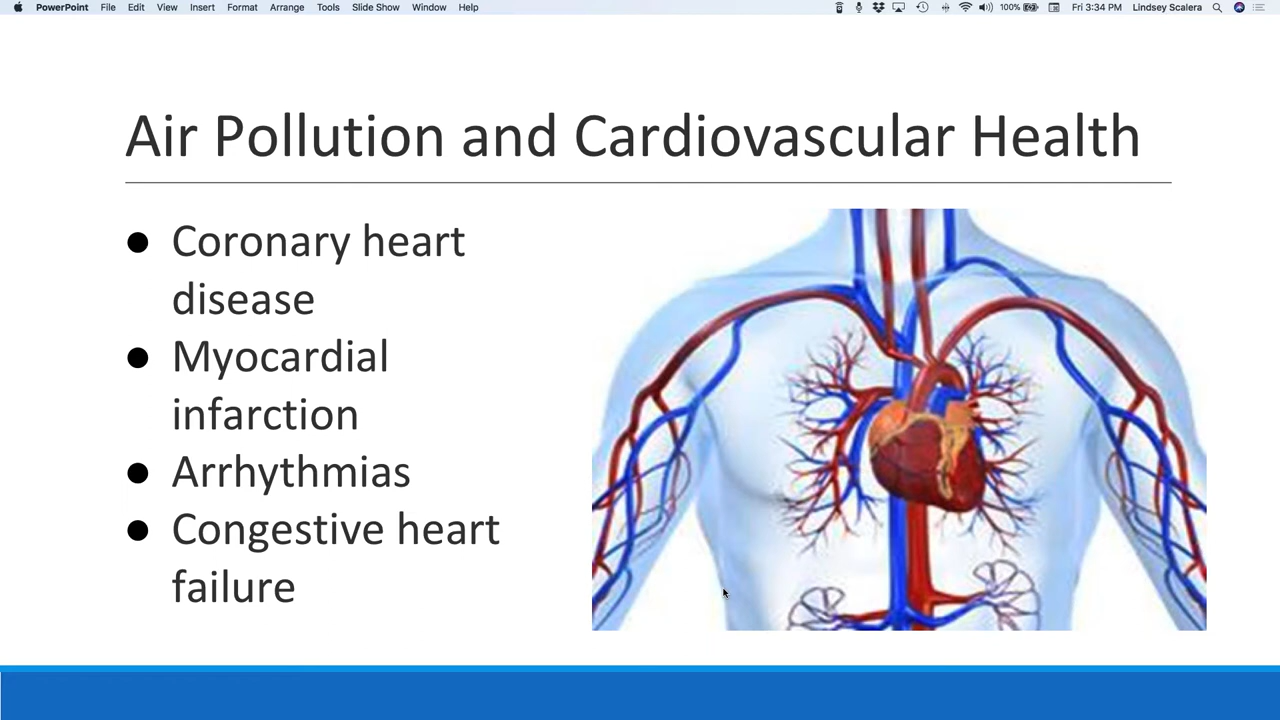 PowerPoint File Edit View Insert Format Arrange Tools Slide Show Window Help 100% Fri 3:34 PM Lindsey Scalera
Air Pollution and Cardiovascular Health
● Coronary heart
disease
● Myocardial
infarction
● Arrhythmias
● Congestive heart
failure